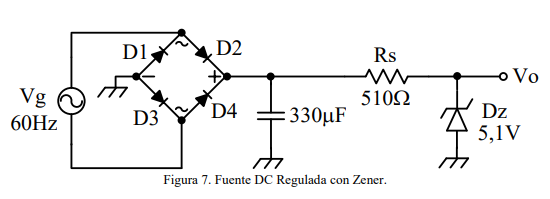 D1
D2
Rs
Vg
60Hz
~
−
+
~
D3
D4
330μF
510Ω
Vo
Dz
5,1V
Figura 7. Fuente DC Regulada con Zener.